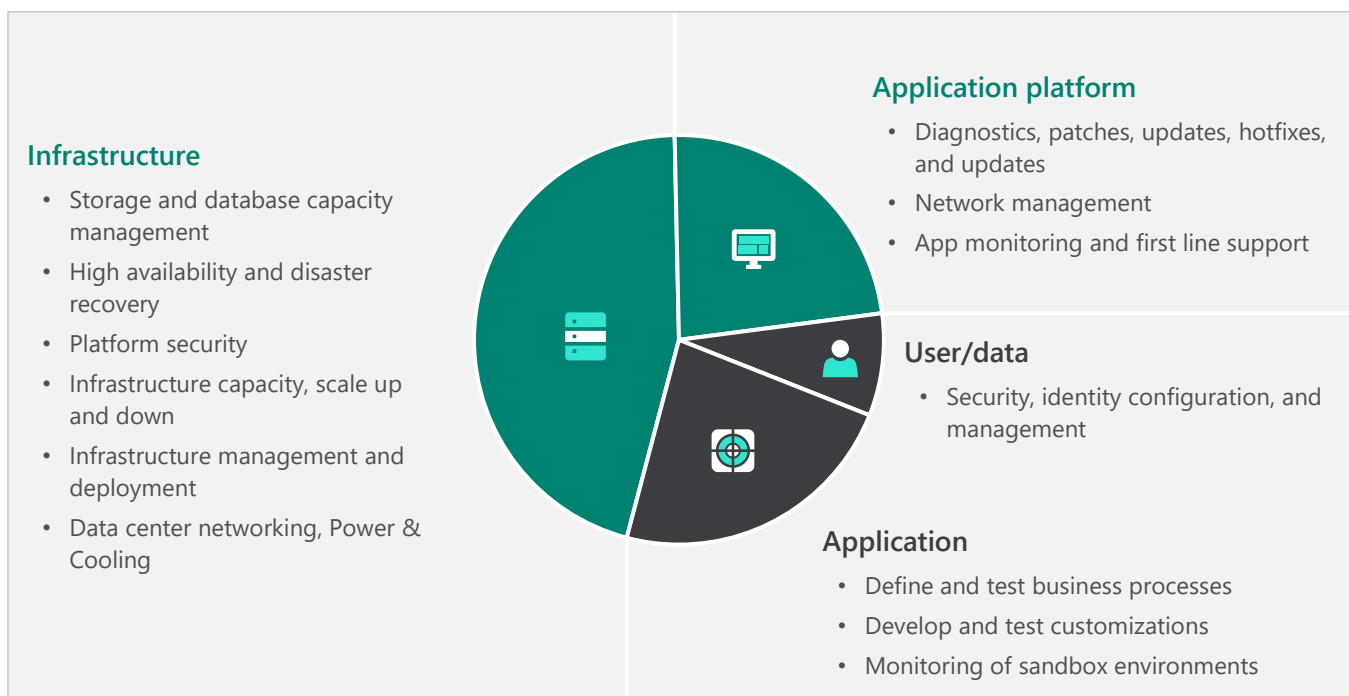 Infrastructure
• Storage and database capacity
management
• High availability and disaster
recovery
• Platform security
• Infrastructure capacity, scale up
and down
• Infrastructure management and
deployment
• Data center networking, Power &
Cooling
Application platform
• Diagnostics, patches, updates, hotfixes,
and updates
• Network management
• App monitoring and first line support
User/data
• Security, identity configuration, and
management
Application
• Define and test business processes
• Develop and test customizations
• Monitoring of sandbox environments